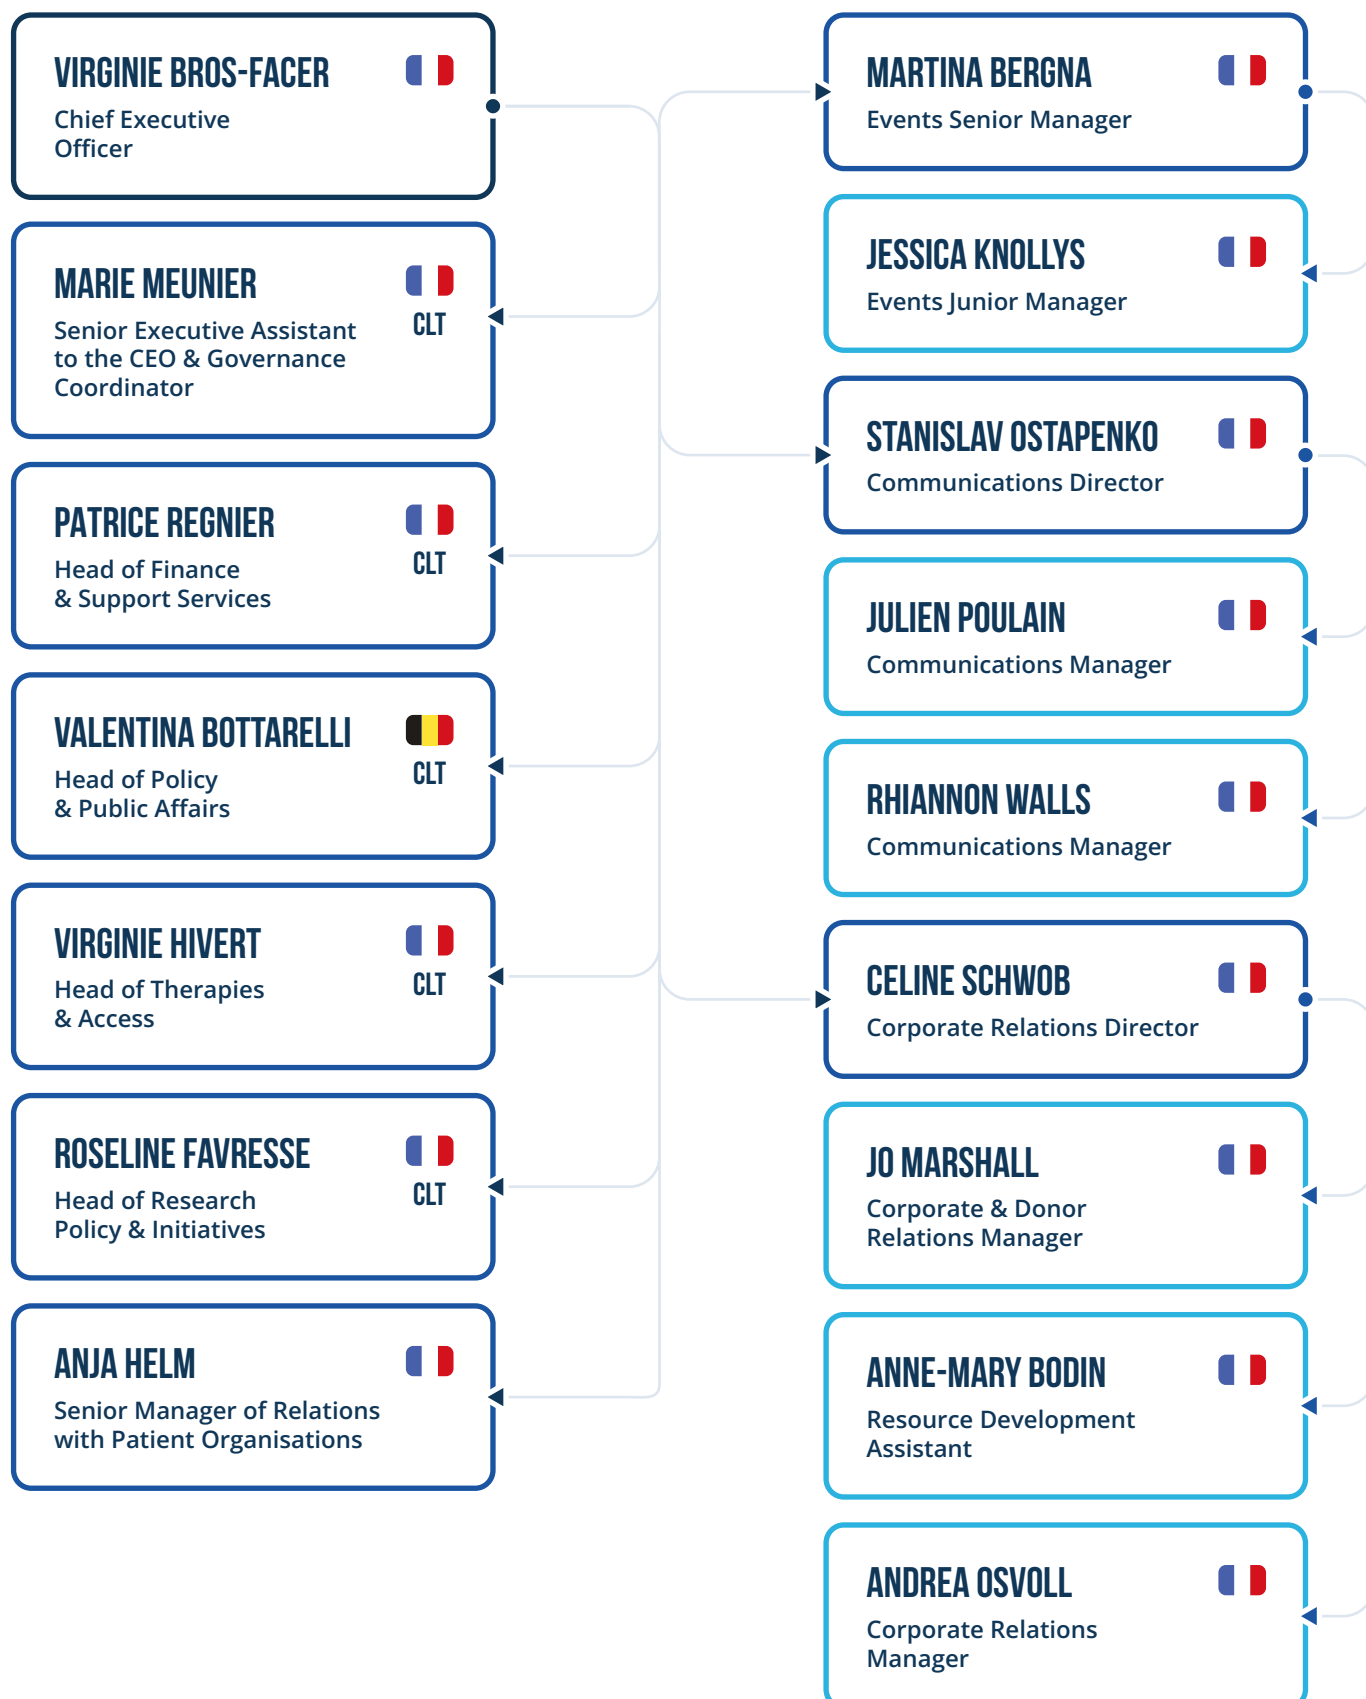 VIRGINIE BROS-FACER
Chief Executive
Officer
MARIE MEUNIER
CLT
Senior Executive Assistant
to the CEO & Governance
Coordinator
PATRICE REGNIER
CLT
Head of Finance
& Support Services
VALENTINA BOTTARELLI
CLT
Head of Policy
& Public Affairs
VIRGINIE HIVERT
CLT
Head of Therapies
& Access
ROSELINE FAVRESSE
CLT
Head of Research
Policy & Initiatives
ANJA HELM
Senior Manager of Relations
with Patient Organisations
MARTINA BERGNA
Events Senior Manager
JESSICA KNOLLYS
Events Junior Manager
STANISLAV OSTAPENKO
Communications Director
JULIEN POULAIN
Communications Manager
RHIANNON WALLS
Communications Manager
CELINE SCHWOB
Corporate Relations Director
JO MARSHALL
Corporate & Donor
Relations Manager
ANNE-MARY BODIN
Resource Development
Assistant
ANDREA OSVOLL
Corporate Relations
Manager